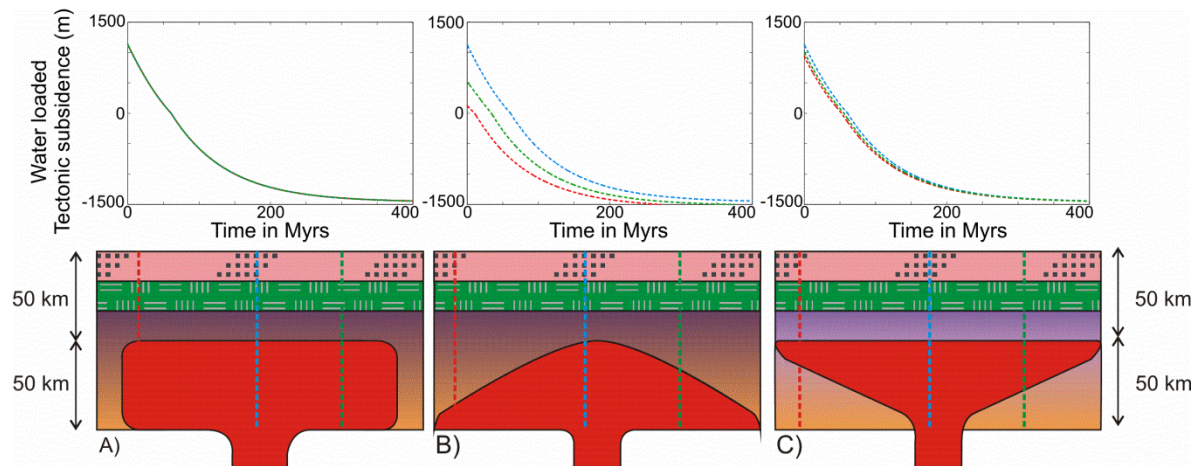 1500 1500 1500
Water loaded
Tectonic subsidence (m)
0 0 0
-1500 -1500 -1500
0 200 400 0 200 400 0 200 400
Time in Myrs Time in Myrs Time in Myrs
50 km 50 km
50 km 50 km
A) B) C)